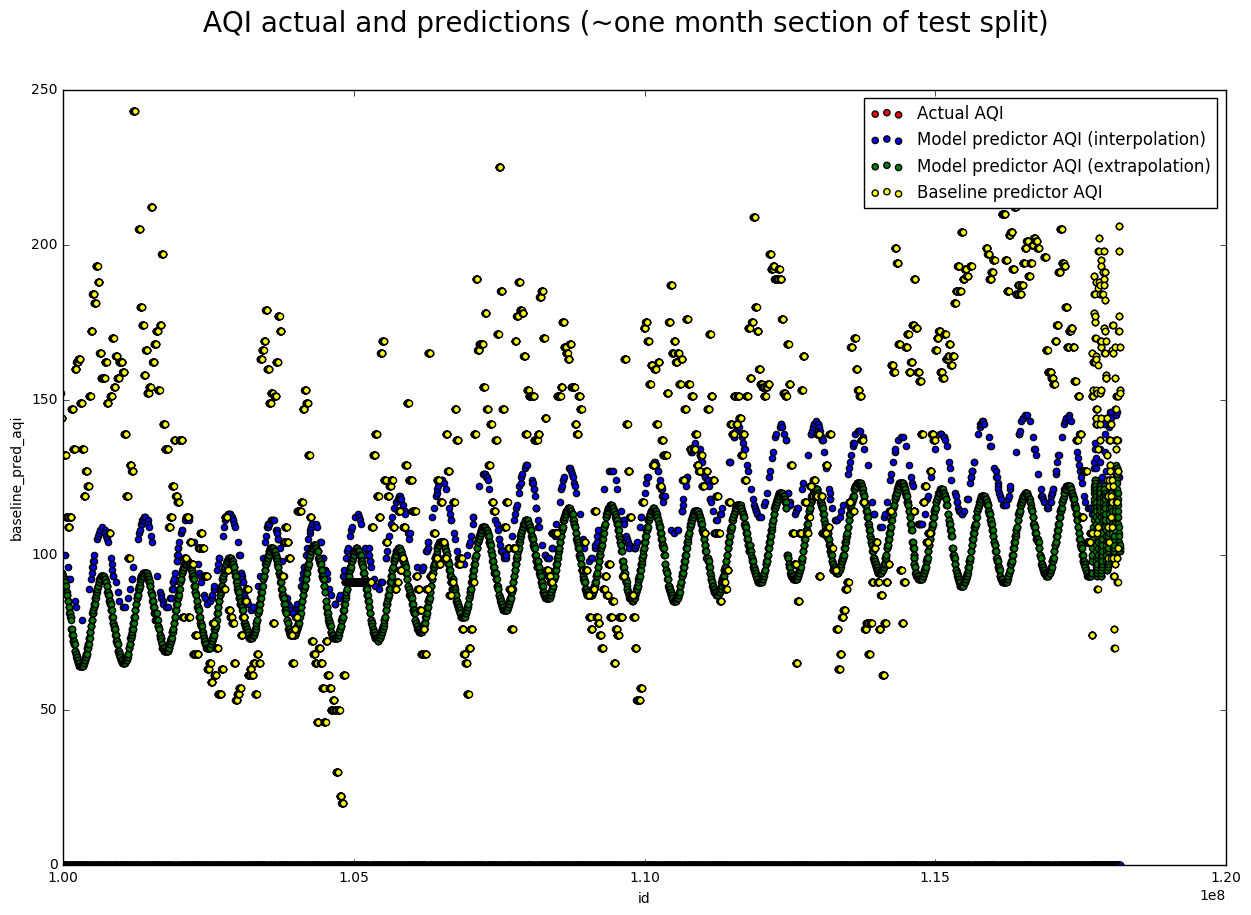 AQI actual and predictions (~one month section of test split)
250
200
150
100
50
0
baseline_pred_aqi
Actual AQI
Model predictor AQI (interpolation)
Model predictor AQI (extrapolation)
Baseline predictor AQI
1.00
1.05
1.10
1.15
1.20
id
1e8